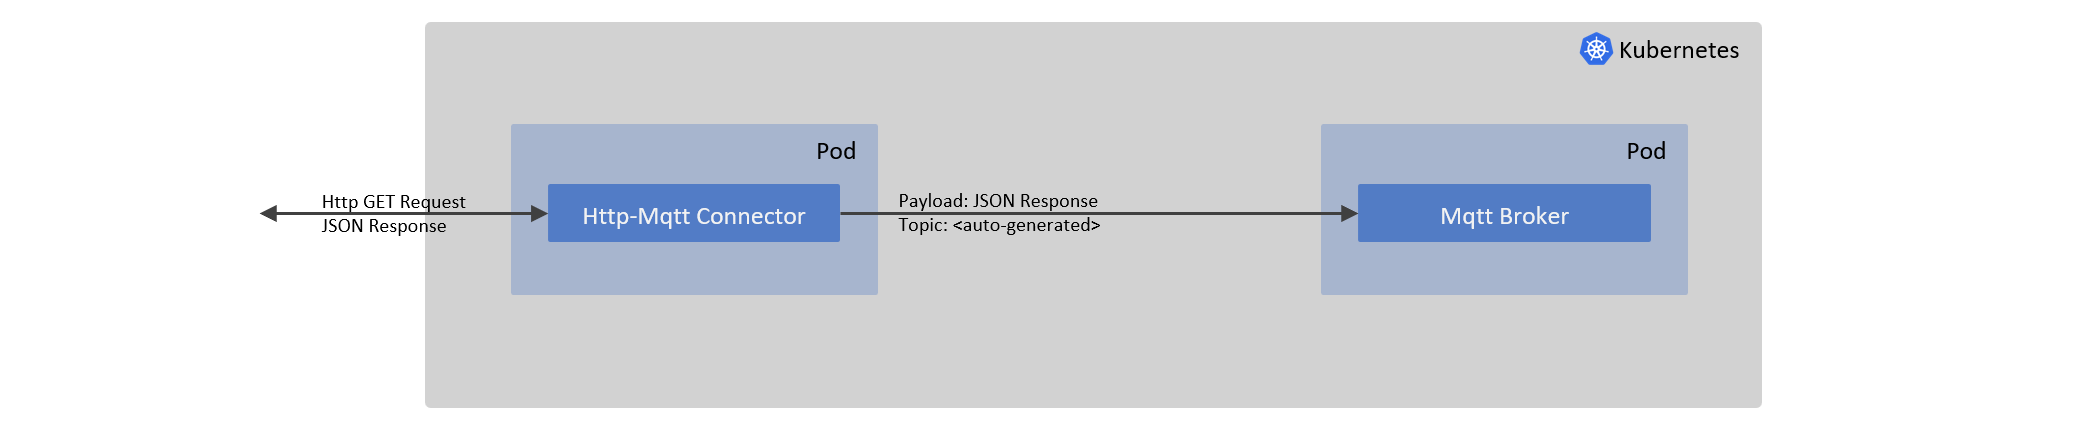 Kubernetes
Pod
Pod
Http GET Request
JSON Response
Http-Mqtt Connector
Payload: JSON Response
Topic: <auto-generated>
Mqtt Broker